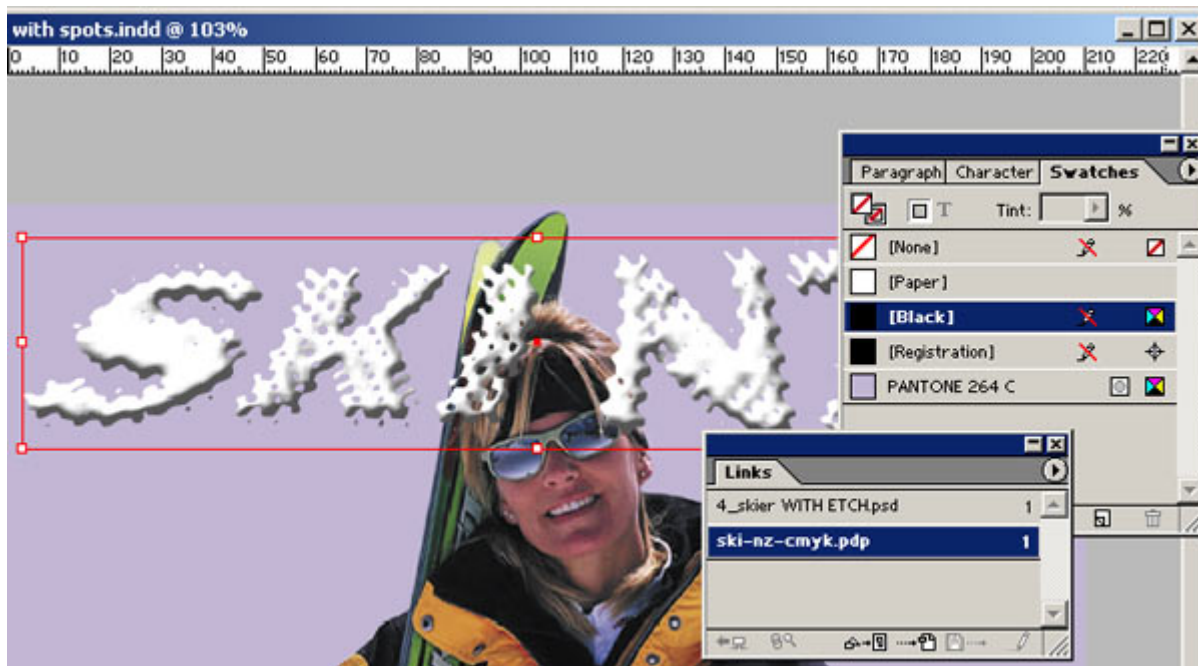 with spots.indd @ 103%
0 10 20 30 40 50 60 70 80 90 100 110 120 130 140 150 160 170 180 190 200 210 220
SKI N
Paragraph Character Swatches
T Tint: %
[None]
[Paper]
[Black]
[Registration]
PANTONE 264 C
Links
4_skier WITH ETCH.psd 1
ski-nz-cmyk.pdp 1